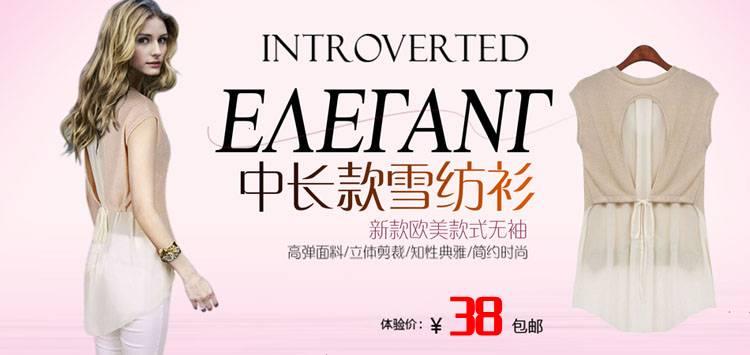 INTROVERTED
ΕΛΕΓΑΝΓ
中长款雪纺衫
新款欧美款式无袖
高弹面料/立体剪裁/知性典雅/简约时尚
体验价: ¥ 38 包邮